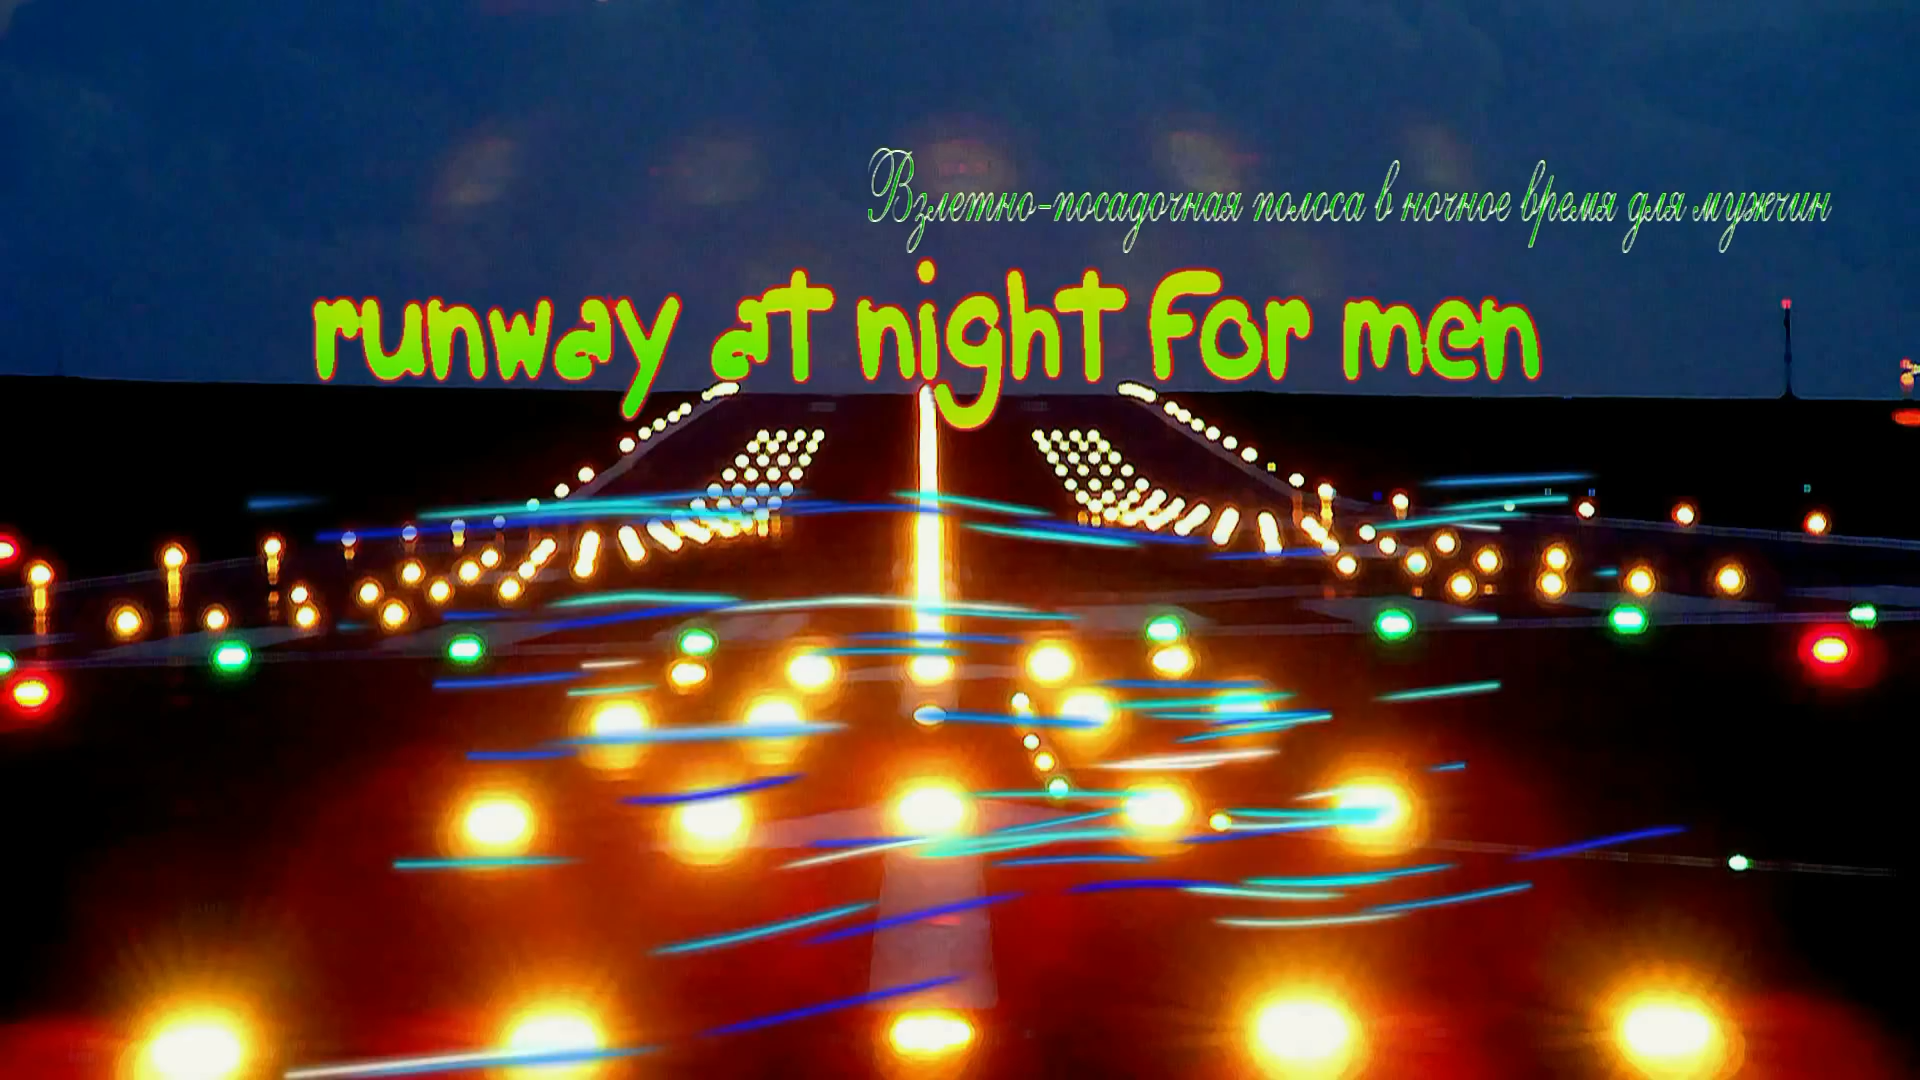 Взлетно-посадочная полоса в ночное время для мужчин
runway at night for men